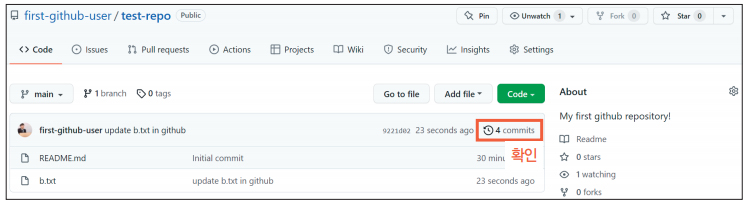 first-github-user / test-repo Public
Pin Unwatch 1 Fork 0 Star 0
<> Code Issues Pull requests Actions Projects Wiki Security Insights Settings
main 1 branch 0 tags Go to file Add file Code
About
My first github repository!
first-github-user update b.txt in github 9221d02 23 seconds ago 4 commits
Readme
README.md Initial commit 30 확인
0 stars
1 watching
b.txt update b.txt in github 23 seconds ago
0 forks